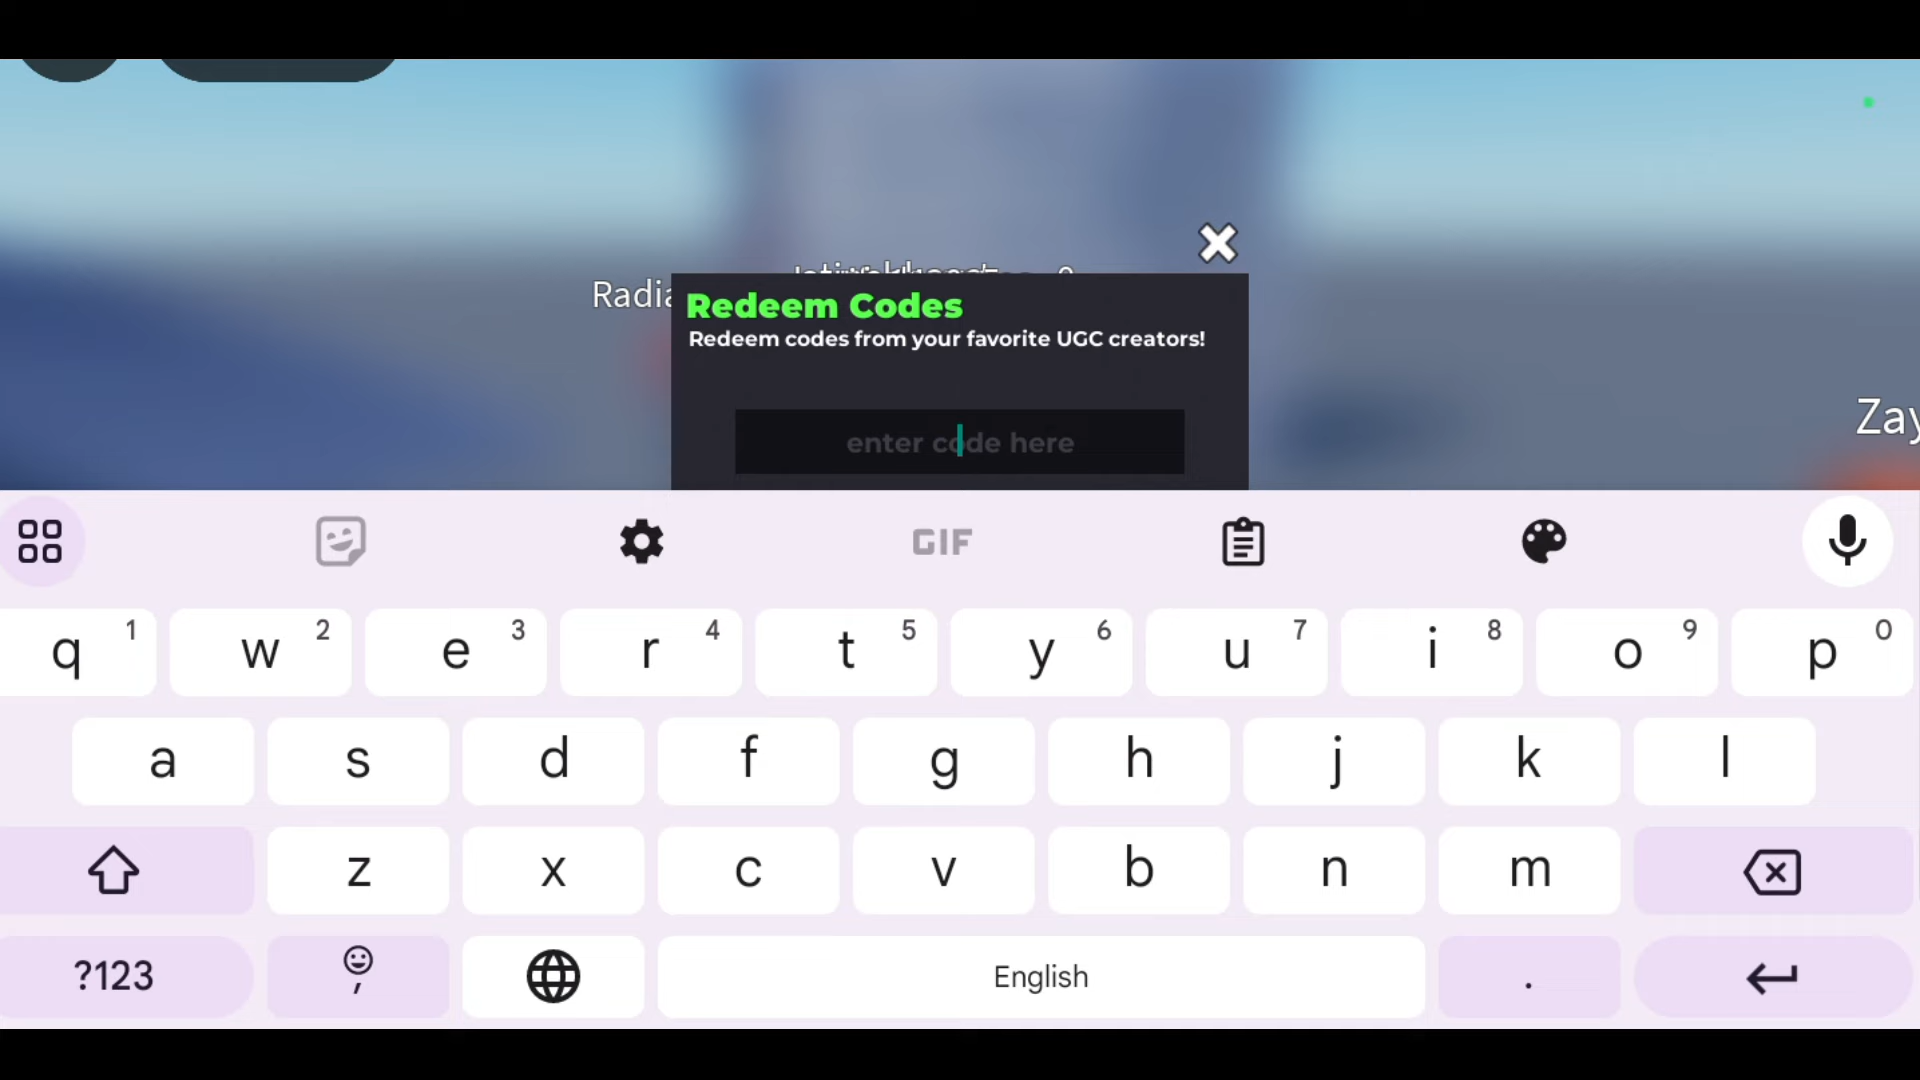 Radia
Redeem Codes
Redeem codes from your favorite UGC creators!
Zay
enter code here
GIF
q 1 w 2 e 3 r 4 t 5 y 6 u 7 i 8 o 9 p 0
a s d f g h j k l
z x c v b n m
?123 , English .